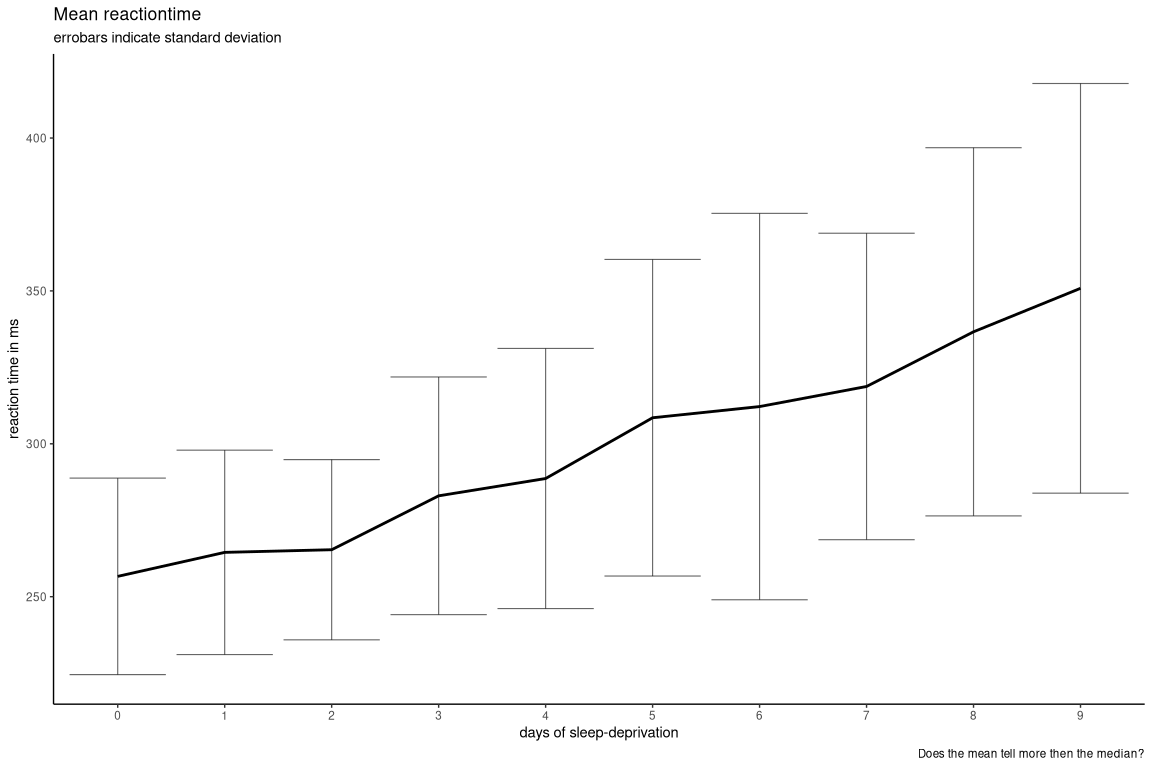 Mean reactiontime
errobars indicate standard deviation
400
350
300
250
reaction time in ms
0 1 2 3 4 5 6 7 8 9
days of sleep-deprivation
Does the mean tell more then the median?